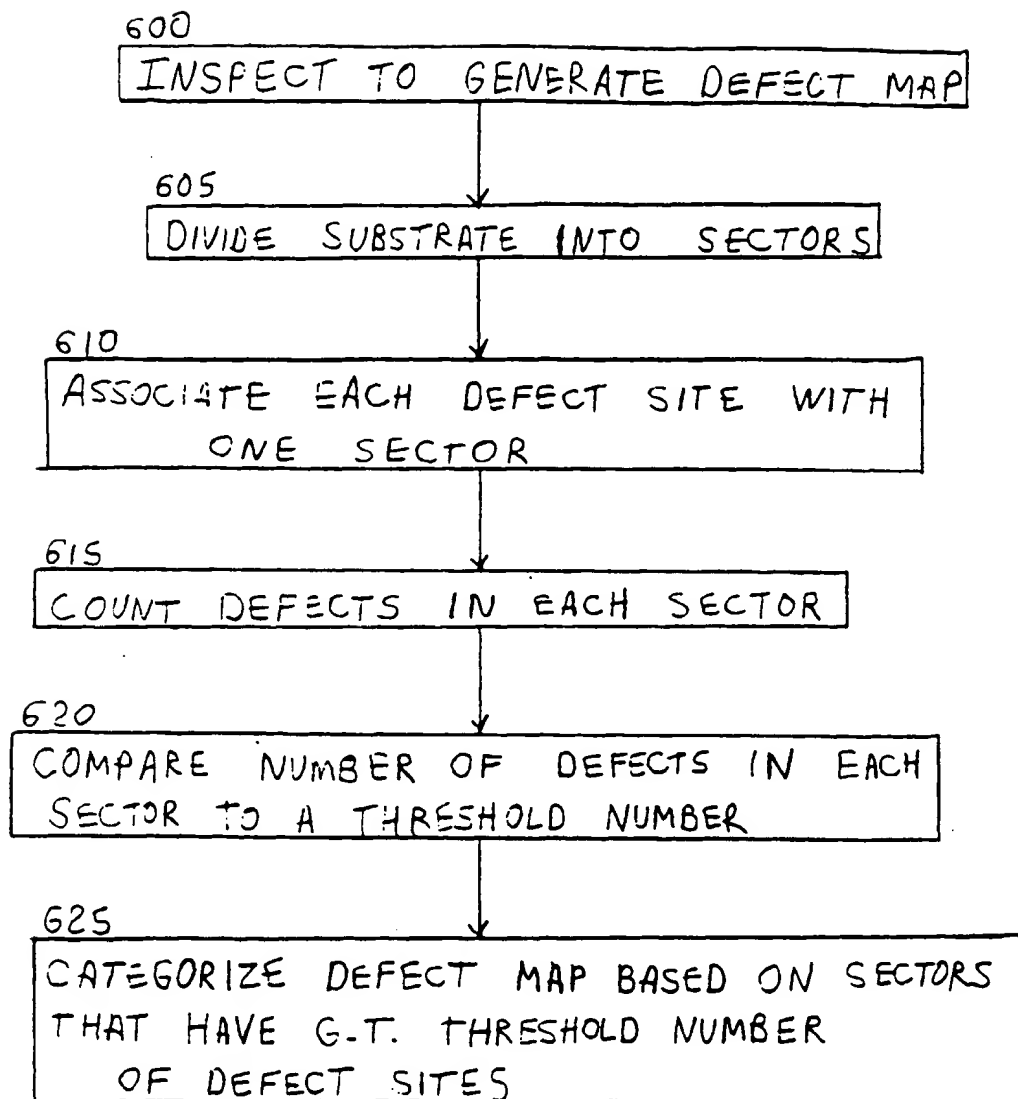 600
INSPECT TO GENERATE DEFECT MAP
605
DIVIDE SUBSTRATE INTO SECTORS
610
ASSOCIATE EACH DEFECT SITE WITH
ONE SECTOR
615
COUNT DEFECTS IN EACH SECTOR
620
COMPARE NUMBER OF DEFECTS IN EACH
SECTOR TO A THRESHOLD NUMBER
625
CATEGORIZE DEFECT MAP BASED ON SECTORS
THAT HAVE G.T. THRESHOLD NUMBER
OF DEFECT SITES